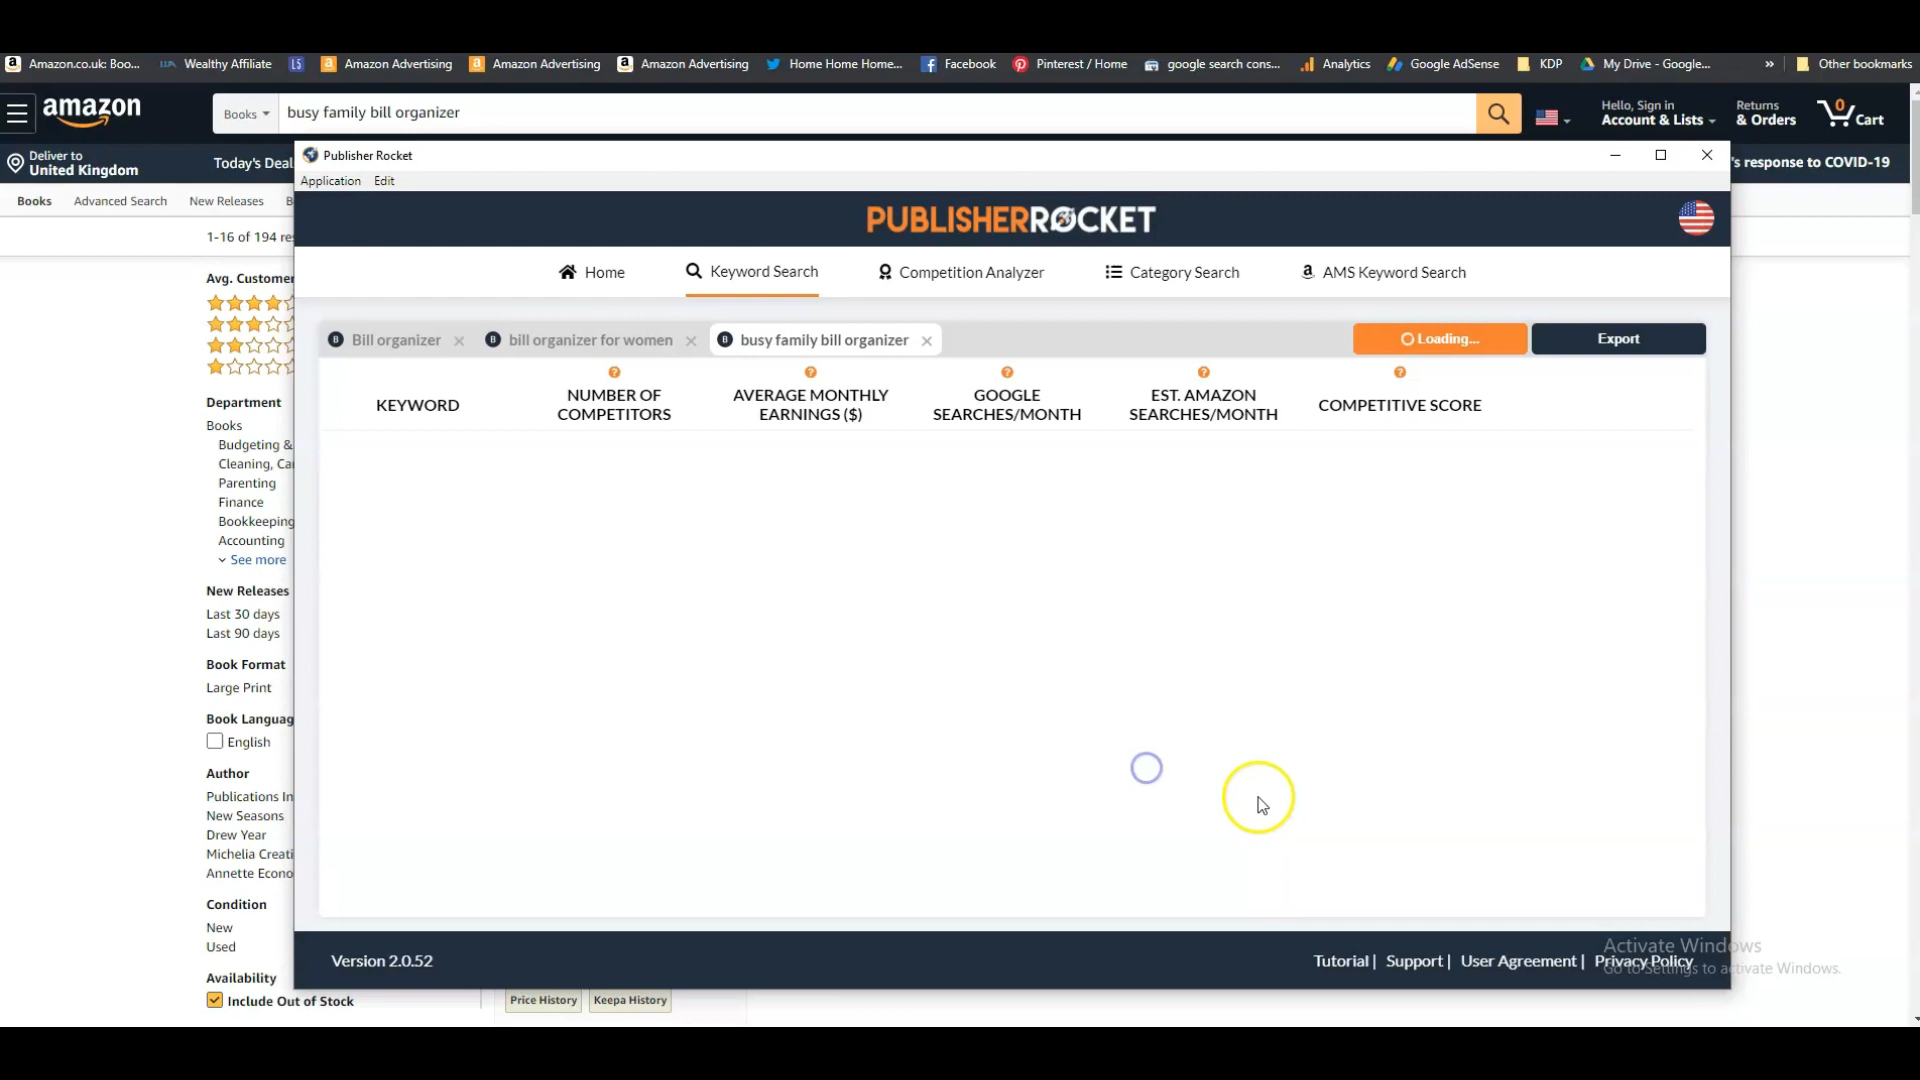 Amazon.co.uk: Boo... Wealthy Affiliate Amazon Advertising Amazon Advertising Amazon Advertising Home Home Home... Facebook Pinterest / Home google search cons... Analytics Google AdSense KDP My Drive - Google... » Other bookmarks
amazon Books busy family bill organizer Hello, Sign in Account & Lists Returns & Orders 0 Cart
Deliver to
United Kingdom
Today's Deal
's response to COVID-19
Books Advanced Search New Releases B
1-16 of 194 res
Avg. Customer
Department
Books
Budgeting &
Cleaning, Ca
Parenting
Finance
Bookkeeping
Accounting
See more
New Releases
Last 30 days
Last 90 days
Book Format
Large Print
Book Languag
English
Author
Publications In
New Seasons
Drew Year
Michelia Creati
Annette Econo
Condition
New
Used
Availability
Include Out of Stock
Price History Keepa History
Publisher Rocket
Application Edit
PUBLISHERROCKET
Home Keyword Search Competition Analyzer Category Search a AMS Keyword Search
B Bill organizer B bill organizer for women B busy family bill organizer Loading... Export
? ? ? ? ?
KEYWORD
NUMBER OF
COMPETITORS
AVERAGE MONTHLY
EARNINGS ($)
GOOGLE
SEARCHES/MONTH
EST. AMAZON
SEARCHES/MONTH
COMPETITIVE SCORE
Version 2.0.52
Tutorial | Support | User Agreement | Privacy Policy
Activate Windows
Go to Settings to activate Windows.